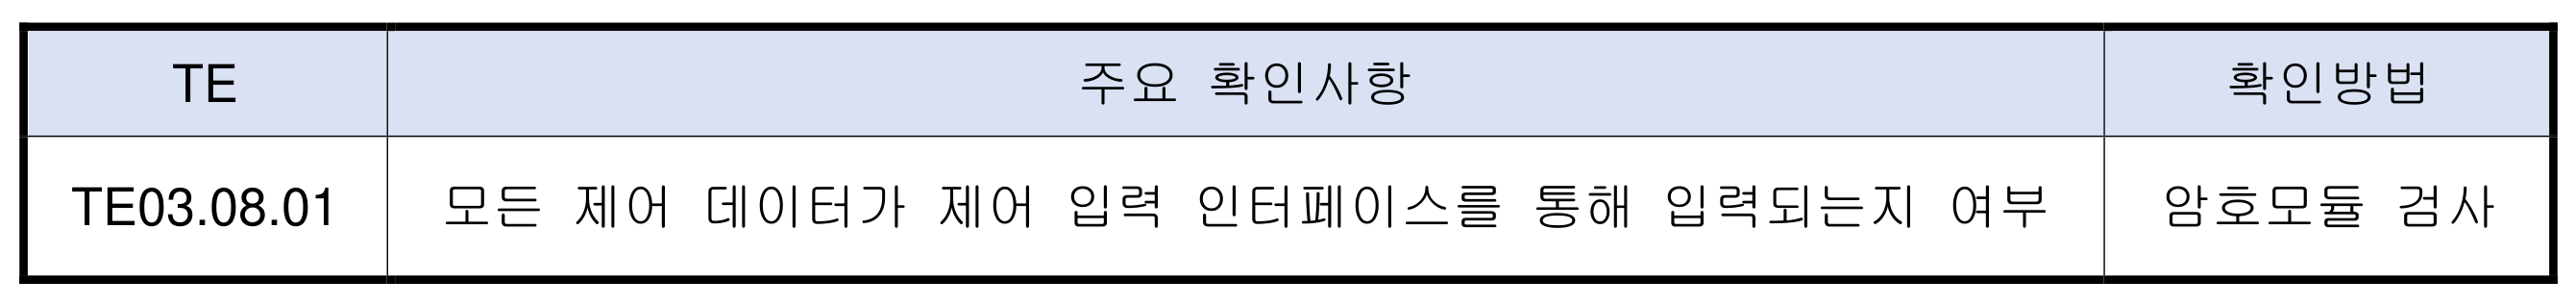 TE 주요 확인사항 확인방법
TE03.08.01 모든 제어 데이터가 제어 입력 인터페이스를 통해 입력되는지 여부 암호모듈 검사